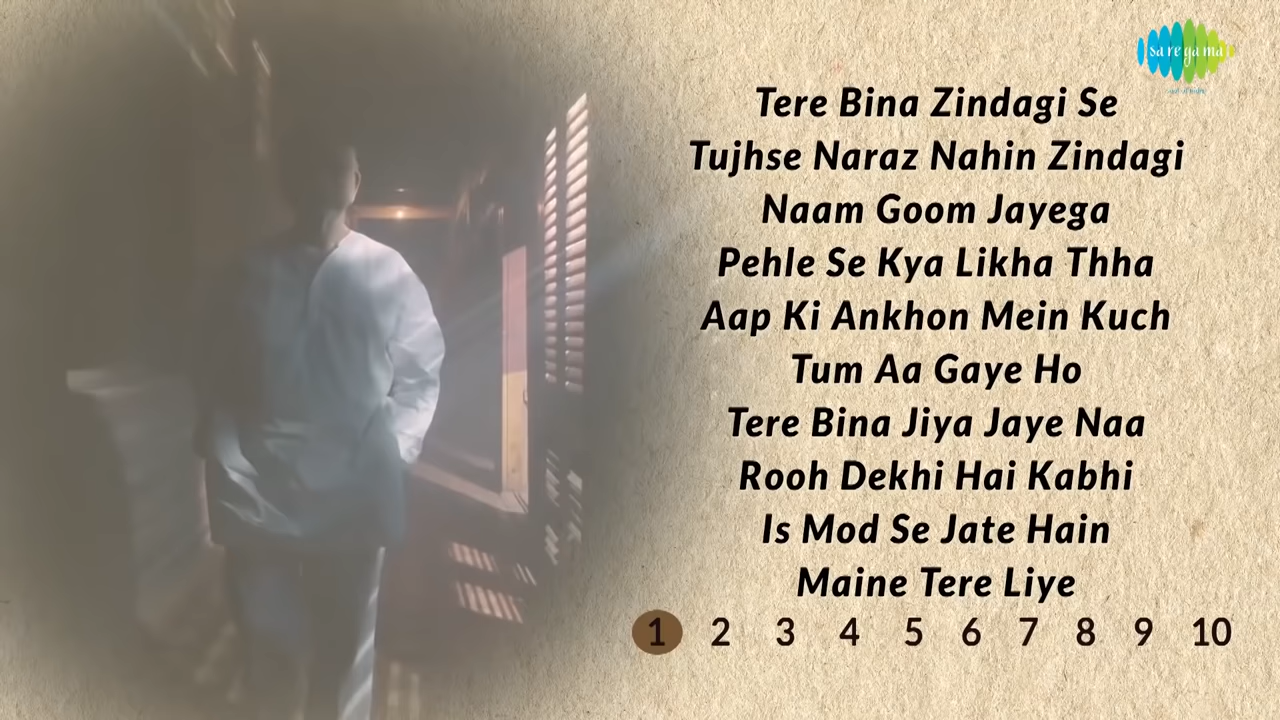 sa re ga ma
Tere Bina Zindagi Se
Tujhse Naraz Nahin Zindagi
Naam Goom Jayega
Pehle Se Kya Likha Thha
Aap Ki Ankhon Mein Kuch
Tum Aa Gaye Ho
Tere Bina Jiya Jaye Naa
Rooh Dekhi Hai Kabhi
Is Mod Se Jate Hain
Maine Tere Liye
1 2 3 4 5 6 7 8 9 10